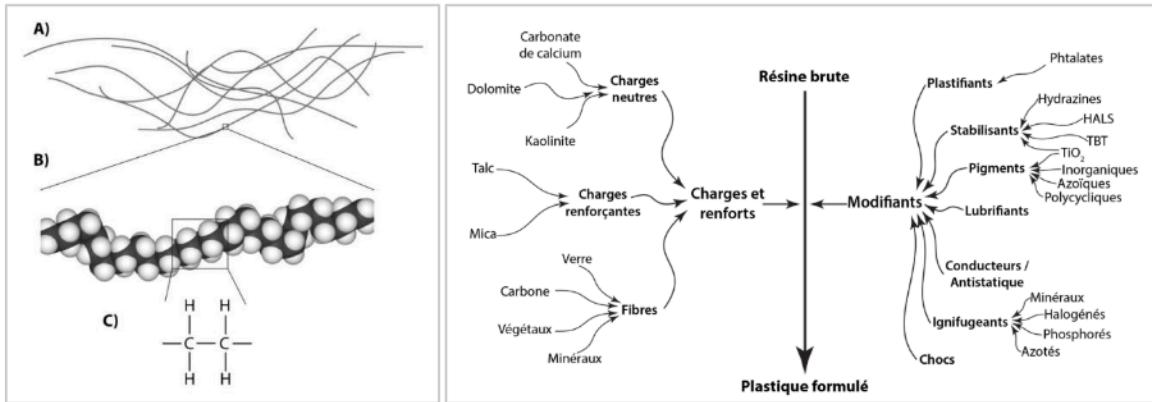 A)
B)
C)
H H
C C
H H
Carbonate
de calcium
Dolomite
Kaolinite
Charges
neutres
Talc
Mica
Charges
renforçantes
Verre
Carbone
Végétaux
Minéraux
Fibres
Charges et
renforts
Résine brute
Plastique formulé
Modifiants
Plastifiants
Phtalates
Stabilisants
Hydrazines
HALS
TBT
TiO₂
Pigments
Inorganiques
Azoïques
Polycycliques
Lubrifiants
Conducteurs /
Antistatique
Ignifugeants
Minéraux
Halogénés
Phosphorés
Azotés
Chocs